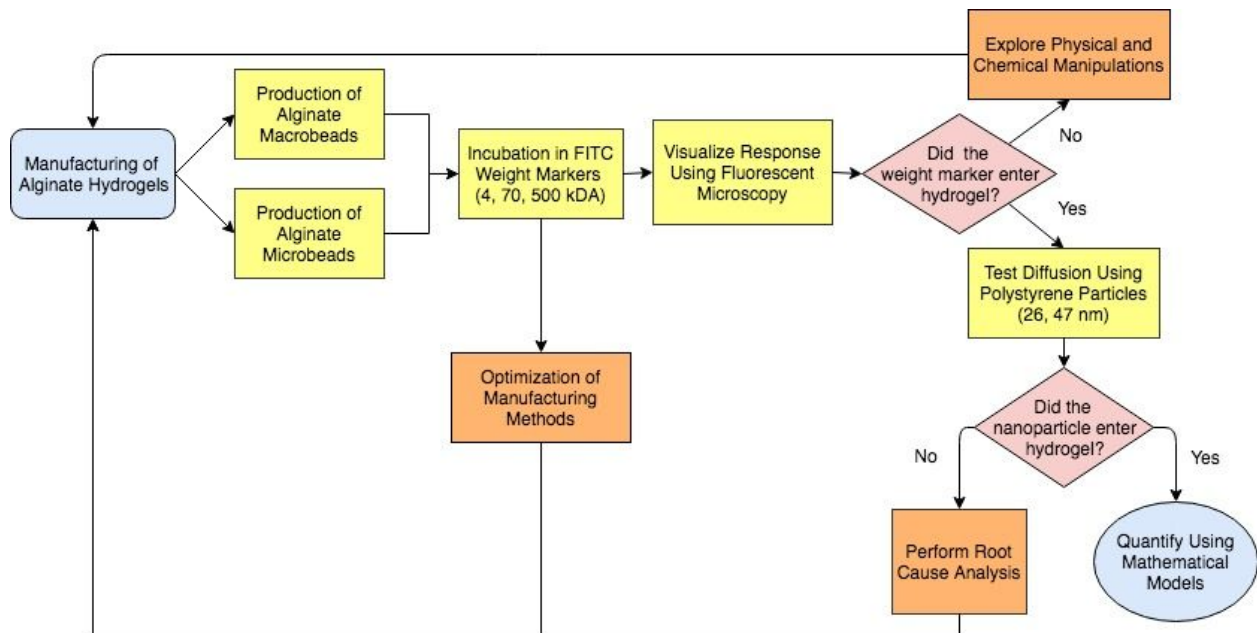 Explore Physical and
Chemical Manipulations
Production of
Alginate
Macrobeads
Manufacturing of
Alginate Hydrogels
Incubation in FITC
Weight Markers
(4, 70, 500 kDA)
Visualize Response
Using Fluorescent
Microscopy
Did the
weight marker enter
hydrogel?
No
Yes
Production of
Alginate
Microbeads
Test Diffusion Using
Polystyrene Particles
(26, 47 nm)
Optimization of
Manufacturing
Methods
Did the
nanoparticle enter
hydrogel?
No
Yes
Perform Root
Cause Analysis
Quantify Using
Mathematical
Models